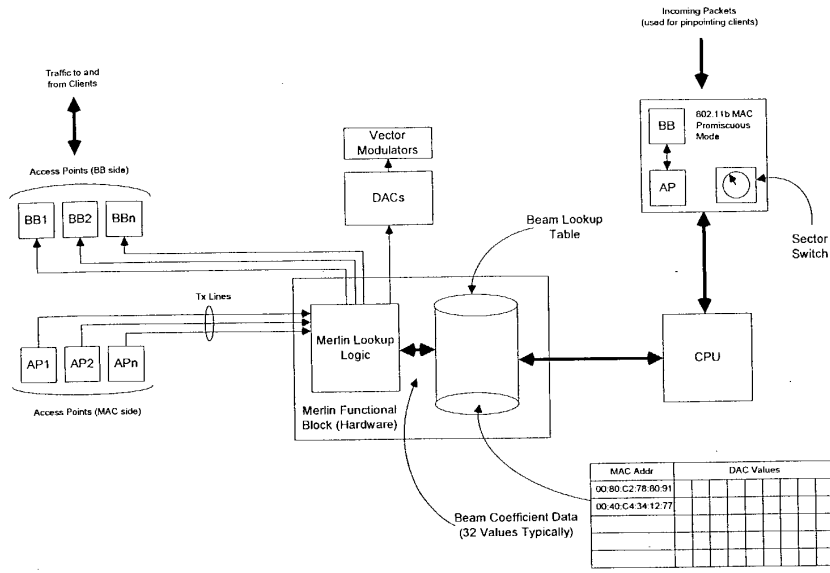 Incoming Packets
(used for pinpointing clients)
Traffic to and
from Clients
802.11b MAC
Promiscuous
Mode
BB
AP
Vector
Modulators
DACs
Access Points (BB side)
BB1
BB2
BBn
Beam Lookup
Table
Sector
Switch
Tx Lines
Merlin Lookup
Logic
CPU
AP1
AP2
APn
Access Points (MAC side)
Merlin Functional
Block (Hardware)
MAC Addr
DAC Values
00:80:C2:78:80:91
00:40:C4:34:12:77
Beam Coefficient Data
(32 Values Typically)